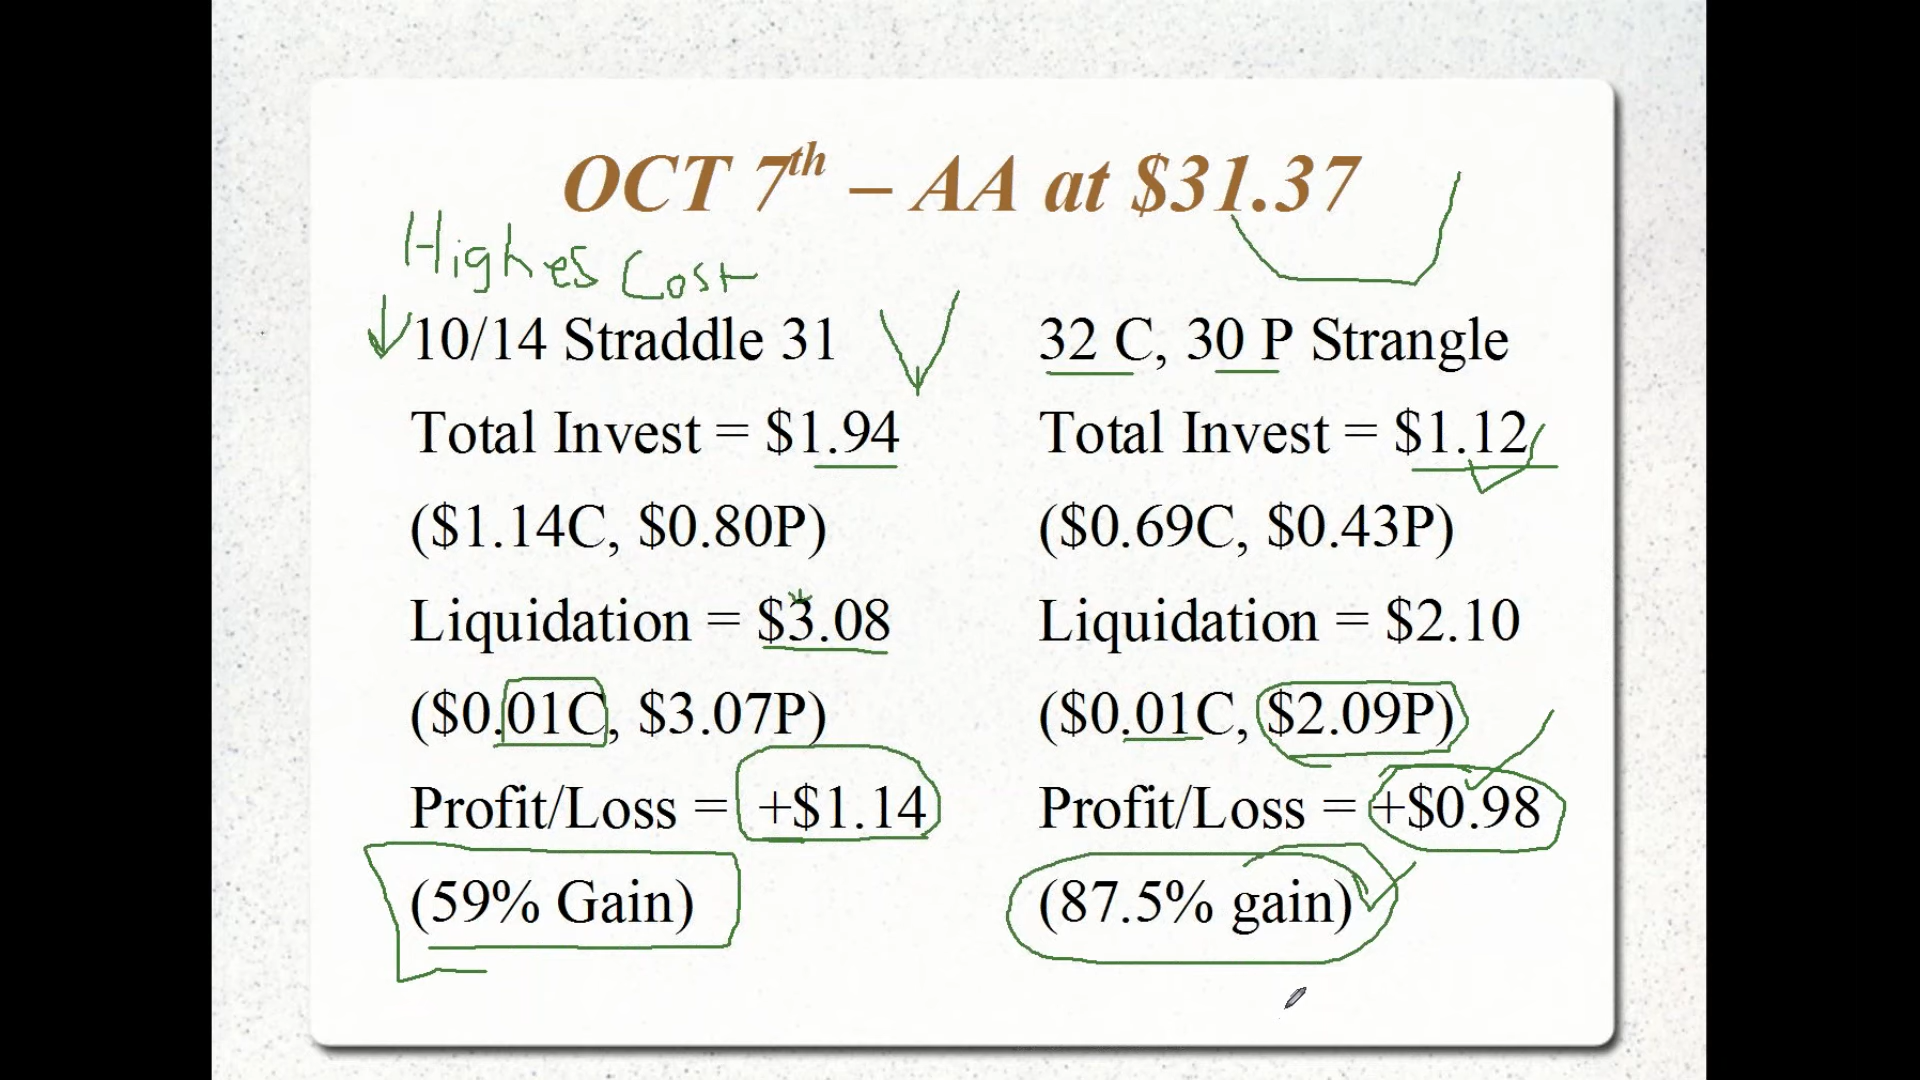 OCT 7th – AA at $31.37
Highes Cost
10/14 Straddle 31
Total Invest = $1.94
($1.14C, $0.80P)
Liquidation = $3.08
($0.01C, $3.07P)
Profit/Loss = +$1.14
(59% Gain)
32 C, 30 P Strangle
Total Invest = $1.12
($0.69C, $0.43P)
Liquidation = $2.10
($0.01C, $2.09P)
Profit/Loss = +$0.98
(87.5% gain)